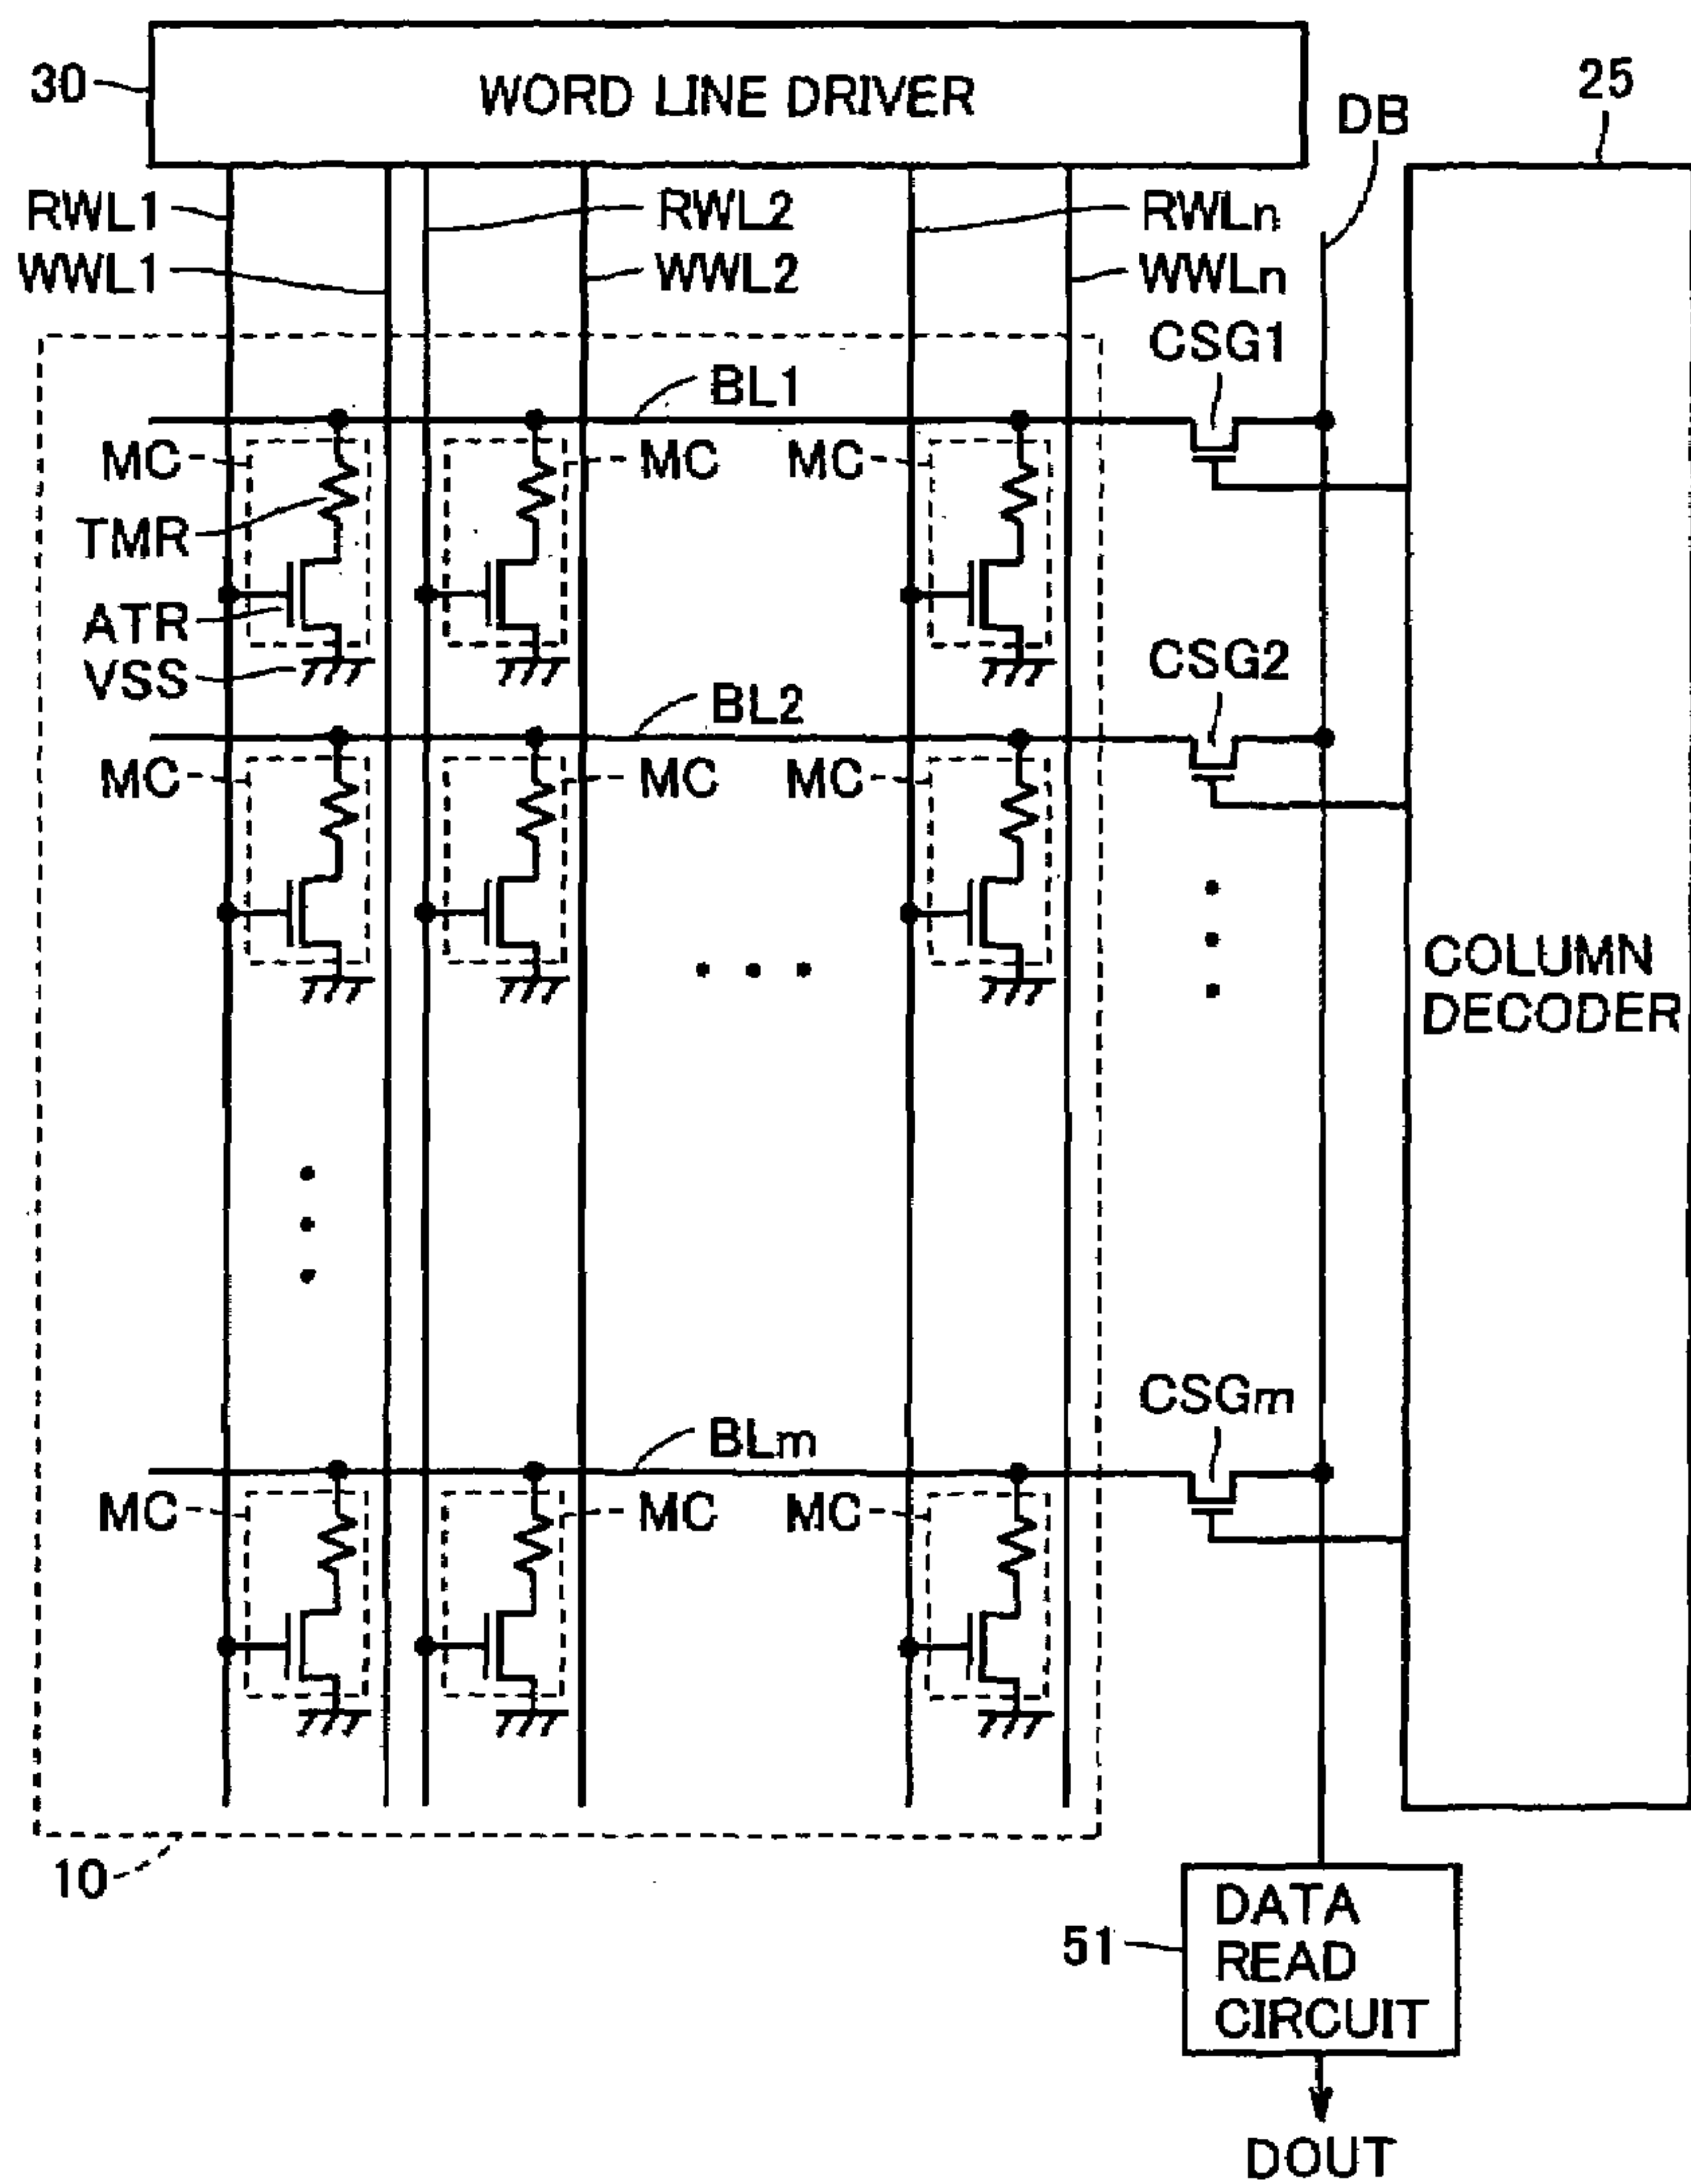 30
WORD LINE DRIVER
25
DB
RWL1
RWL2
RWLn
WWL1
WWL2
WWLn
CSG1
BL1
MC
MC
MC
TMR
ATR
VSS
CSG2
BL2
MC
MC
MC
COLUMN
DECODER
CSGm
BLm
MC
MC
MC
10
51
DATA
READ
CIRCUIT
DOUT